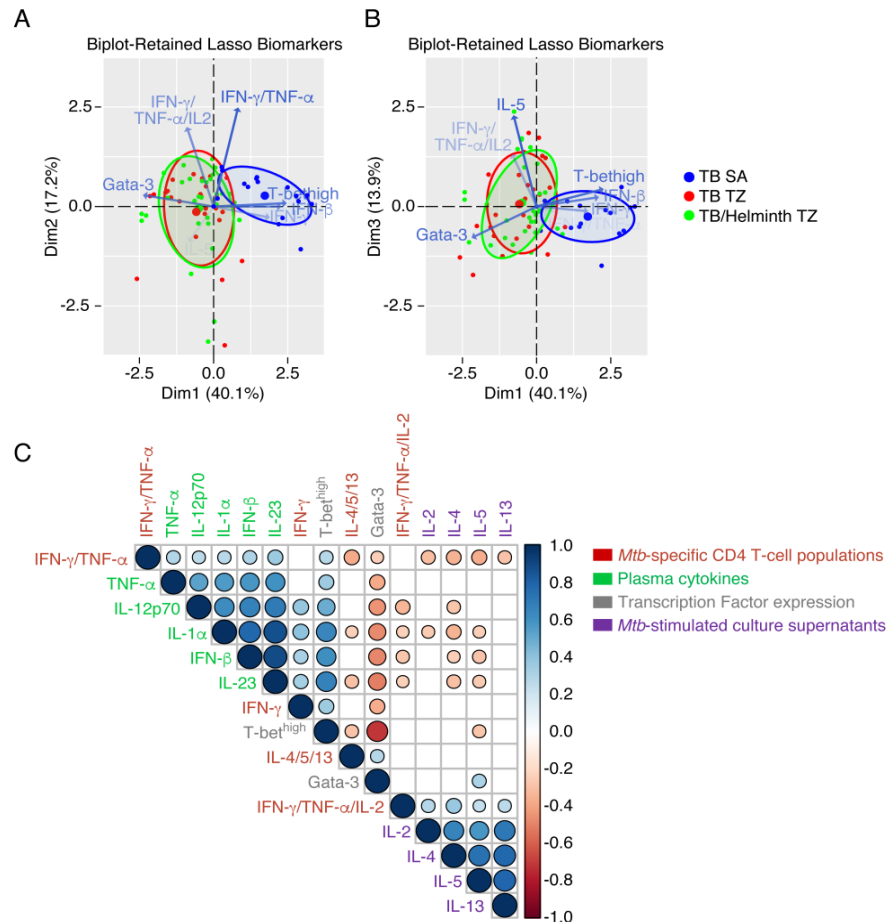 A
B
Biplot-Retained Lasso Biomarkers
Biplot-Retained Lasso Biomarkers
2.5
0.0
-2.5
Dim2 (17.2%)
IFN-γ/
TNF-α/IL2
IFN-γ/TNF-α
Gata-3
T-bethigh
IFN-β
-2.5
0.0
2.5
Dim1 (40.1%)
2.5
0.0
-2.5
Dim3 (13.9%)
IL-5
IFN-γ/
TNF-α/IL2
T-bethigh
IFN-β
Gata-3
-2.5
0.0
2.5
Dim1 (40.1%)
TB SA
TB TZ
TB/Helminth TZ
C
IFN-γ/TNF-α
TNF-α
IL-12p70
IL-1α
IFN-β
IL-23
IFN-γ
T-bethigh
IL-4/5/13
Gata-3
IFN-γ/TNF-α/IL-2
IL-2
IL-4
IL-5
IL-13
IFN-γ/TNF-α
TNF-α
IL-12p70
IL-1α
IFN-β
IL-23
IFN-γ
T-bethigh
IL-4/5/13
Gata-3
IFN-γ/TNF-α/IL-2
IL-2
IL-4
IL-5
IL-13
1.0
0.8
0.6
0.4
0.2
0.0
-0.2
-0.4
-0.6
-0.8
-1.0
Mtb-specific CD4 T-cell populations
Plasma cytokines
Transcription Factor expression
Mtb-stimulated culture supernatants